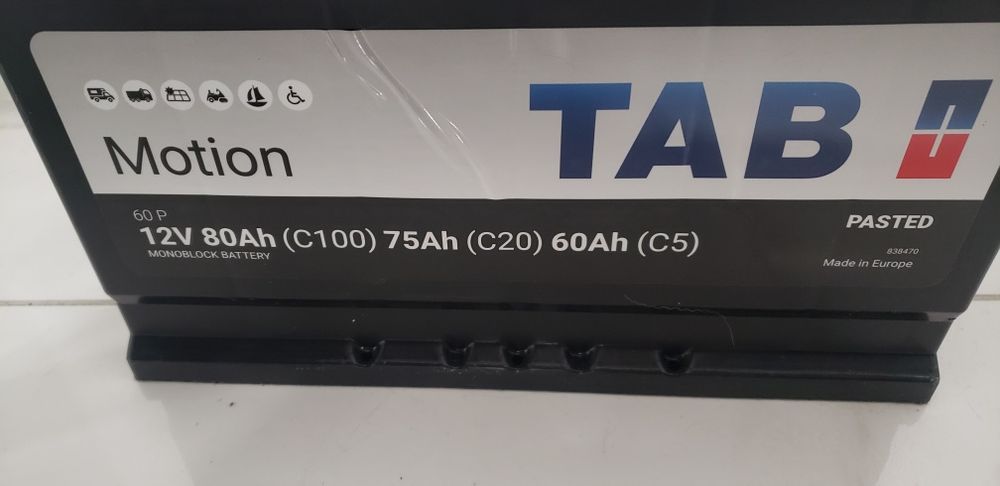 TAB
Motion
60 P
12V 80Ah (C100) 75Ah (C20) 60Ah (C5)
MONOBLOCK BATTERY
PASTED
838470
Made in Europe